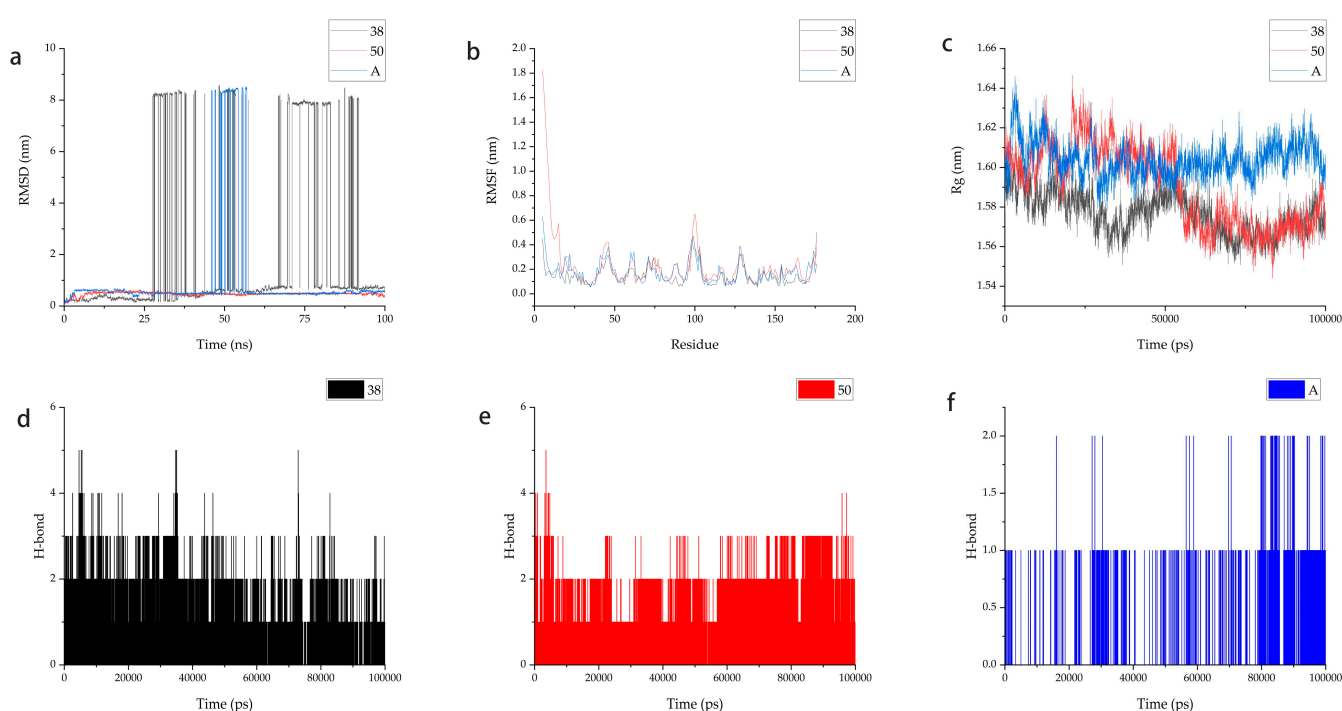 a
38
50
A
10
8
6
4
2
0
RMSD (nm)
0 25 50 75 100
Time (ns)
b
38
50
A
2.0
1.8
1.6
1.4
1.2
1.0
0.8
0.6
0.4
0.2
0.0
RMSF (nm)
0 50 100 150 200
Residue
c
38
50
A
1.66
1.64
1.62
1.60
1.58
1.56
1.54
Rg (nm)
0 50000 100000
Time (ps)
d
38
6
4
2
0
H-bond
0 20000 40000 60000 80000 100000
Time (ps)
e
50
6
4
2
0
H-bond
0 20000 40000 60000 80000 100000
Time (ps)
f
A
2.0
1.5
1.0
0.5
0.0
H-bond
0 20000 40000 60000 80000 100000
Time (ps)